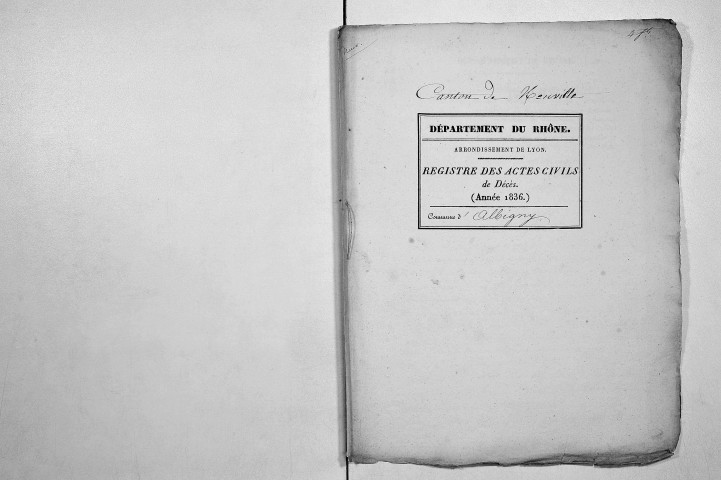 Canton de Neuville
DÉPARTEMENT DU RHÔNE.
ARRONDISSEMENT DE LYON.
REGISTRE DES ACTES CIVILS
de Décès.
(Année 1836.)
Commune d' Albigny